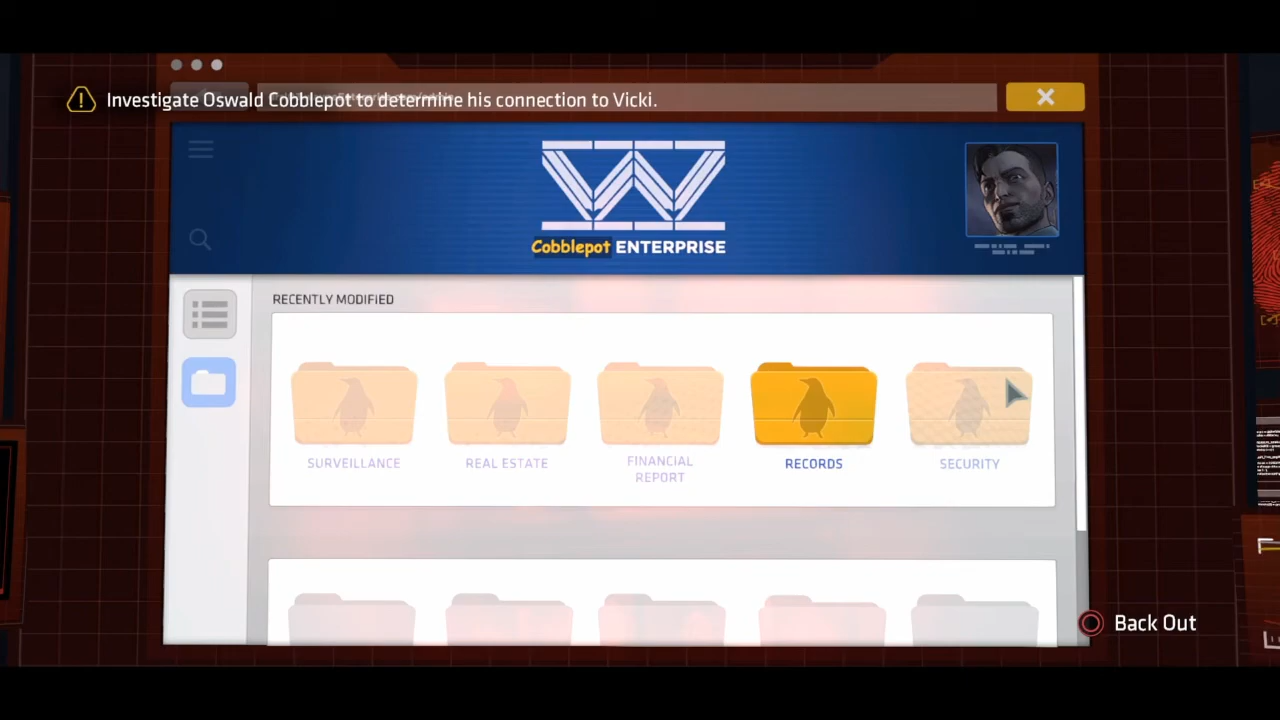 Investigate Oswald Cobblepot to determine his connection to Vicki.
Cobblepot ENTERPRISE
RECENTLY MODIFIED
SURVEILLANCE
REAL ESTATE
FINANCIAL
REPORT
RECORDS
SECURITY
Back Out